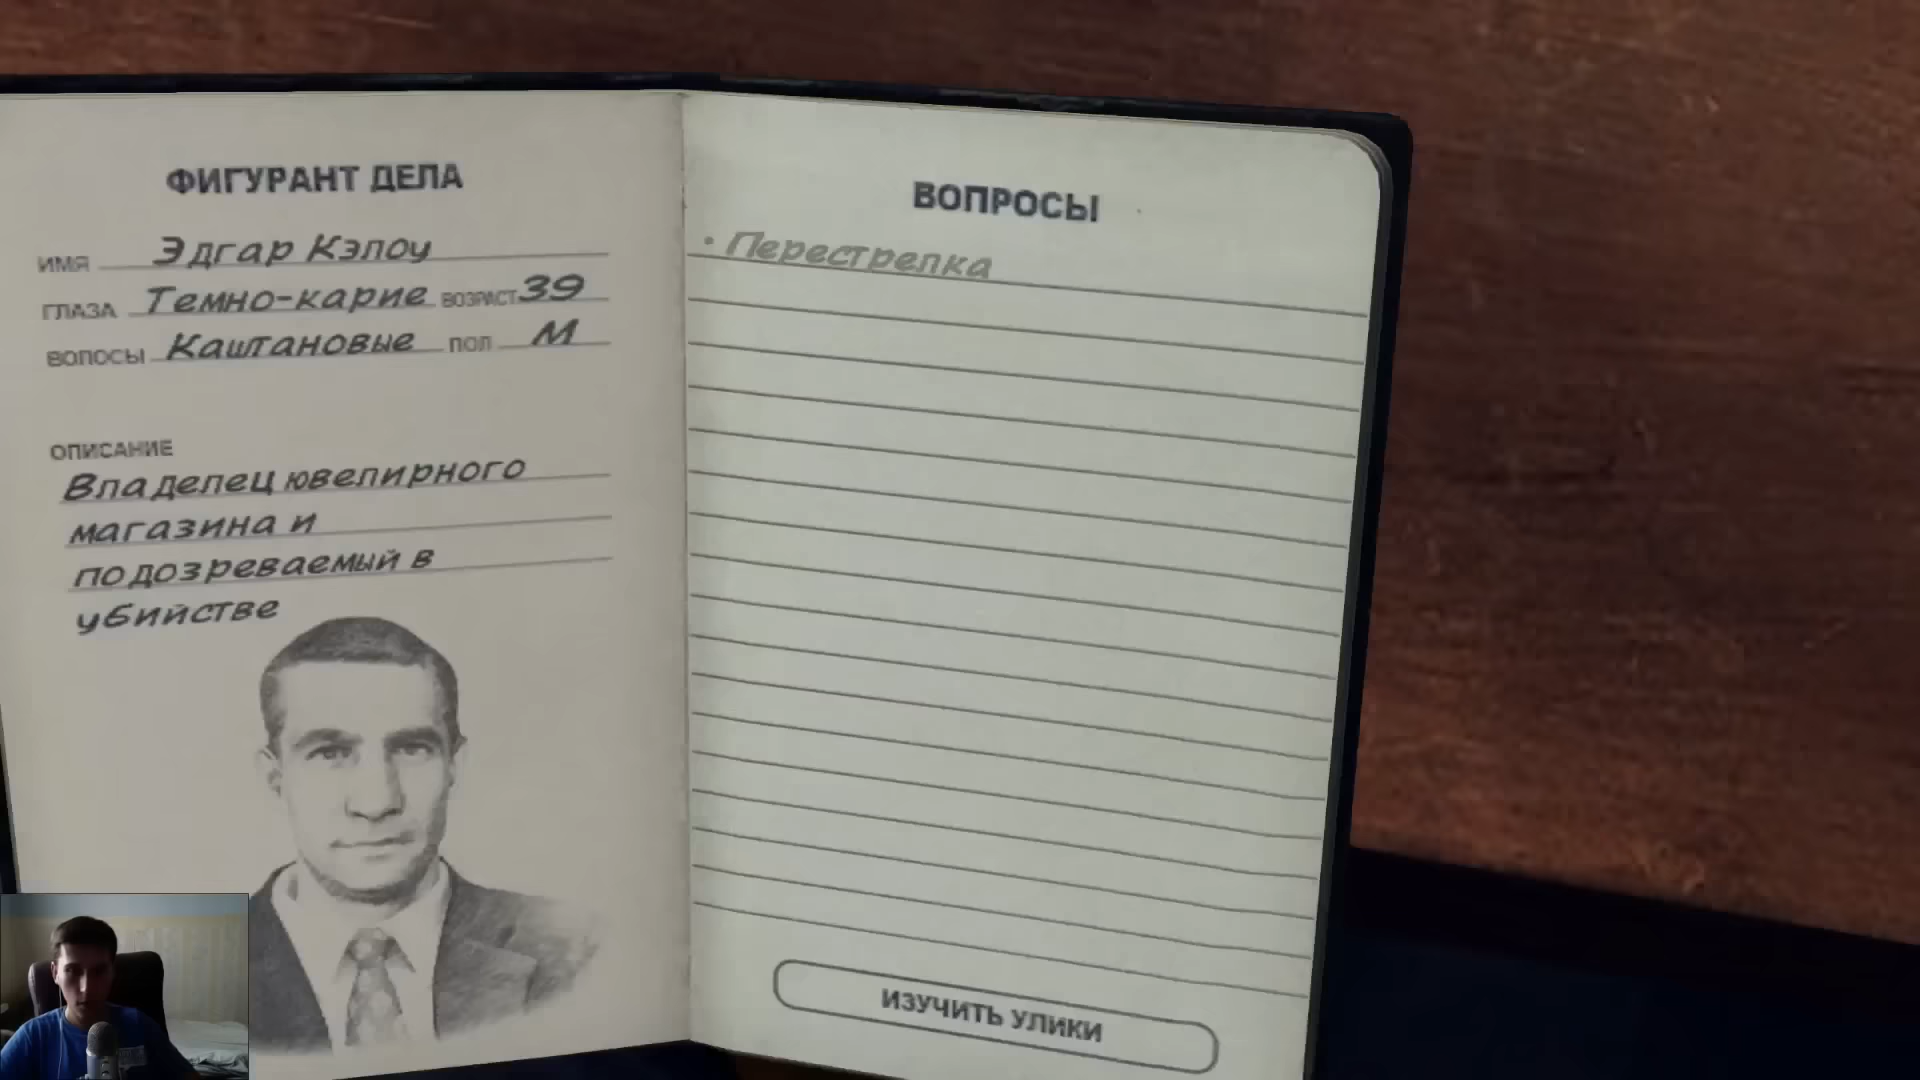 ФИГУРАНТ ДЕЛА
ИМЯ Эдгар Кэлоу
ГЛАЗА Темно-карие ВОЗРАСТ 39
ВОЛОСЫ Каштановые ПОЛ М
ОПИСАНИЕ
Владелец ювелирного
магазина и
подозреваемый в
убийстве
ВОПРОСЫ
• Перестрелка
ИЗУЧИТЬ УЛИКИ